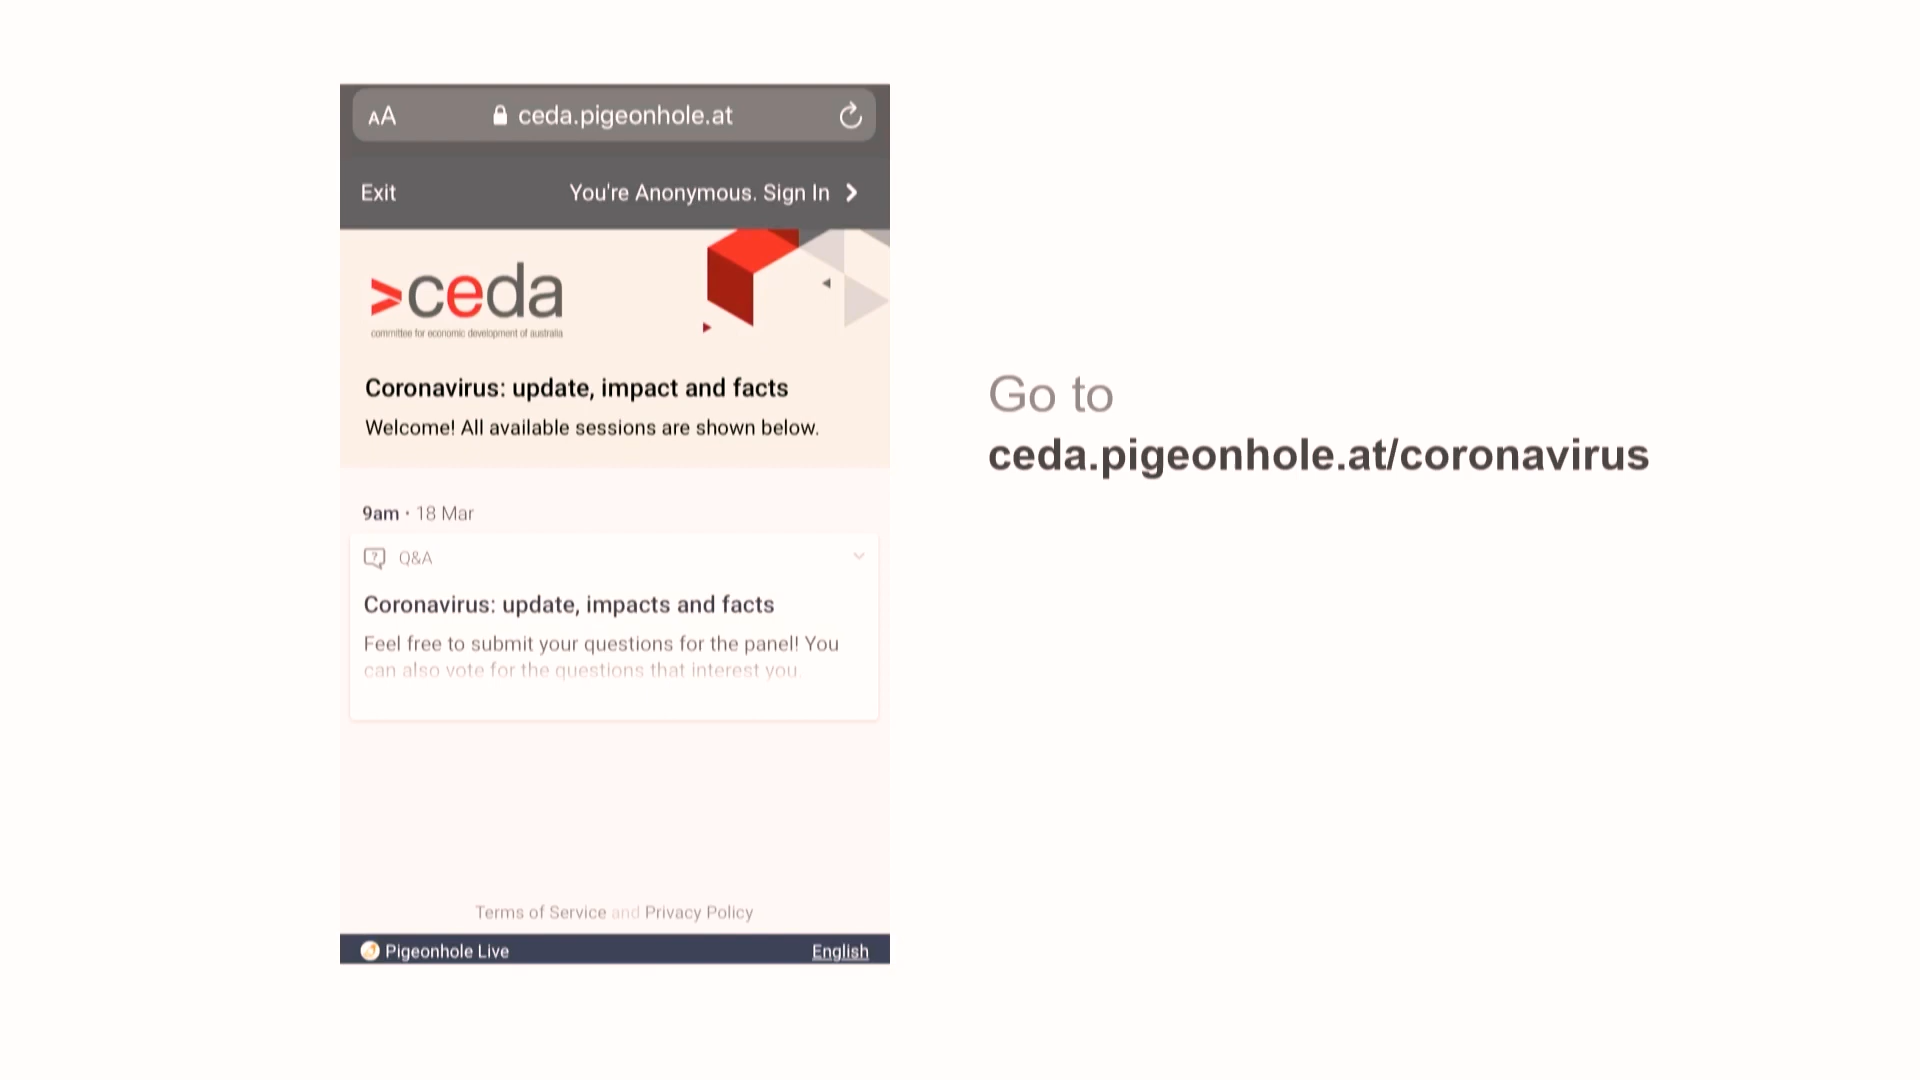 AA
ceda.pigeonhole.at
Exit
You're Anonymous. Sign In
>ceda
committee for economic development of australia
Coronavirus: update, impact and facts
Welcome! All available sessions are shown below.
9am · 18 Mar
Q&A
Coronavirus: update, impacts and facts
Feel free to submit your questions for the panel! You
can also vote for the questions that interest you.
Terms of Service and Privacy Policy
Pigeonhole Live
English
Go to
ceda.pigeonhole.at/coronavirus